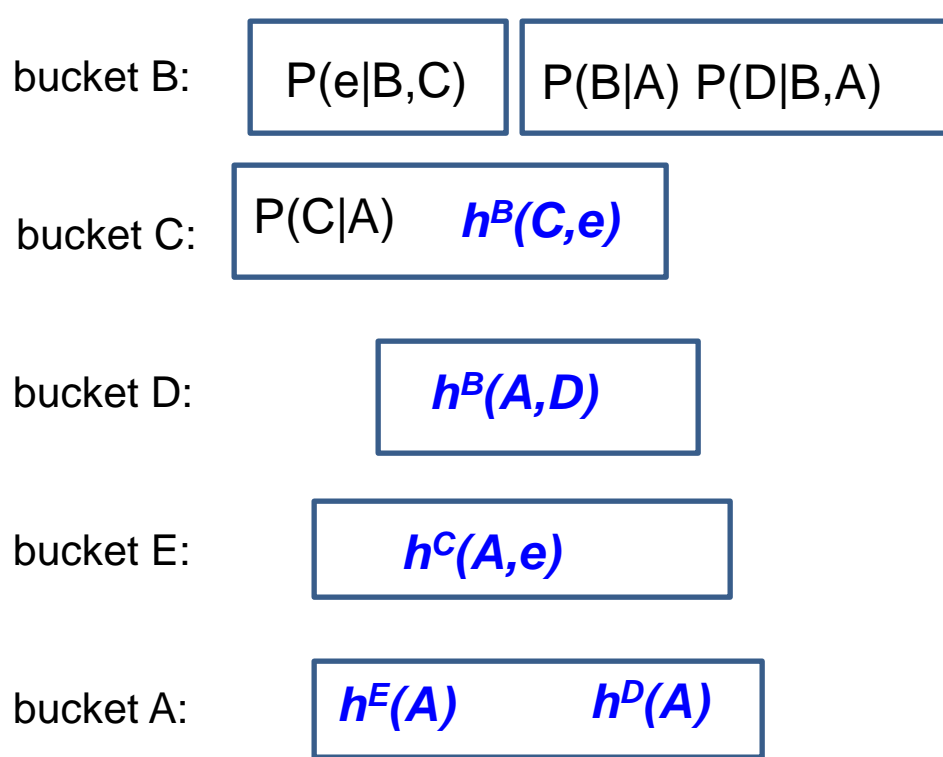 bucket B: P(e|B,C) P(B|A) P(D|B,A)
bucket C: P(C|A) hᴮ(C,e)
bucket D: hᴮ(A,D)
bucket E: hᶜ(A,e)
bucket A: hᴱ(A) hᴰ(A)